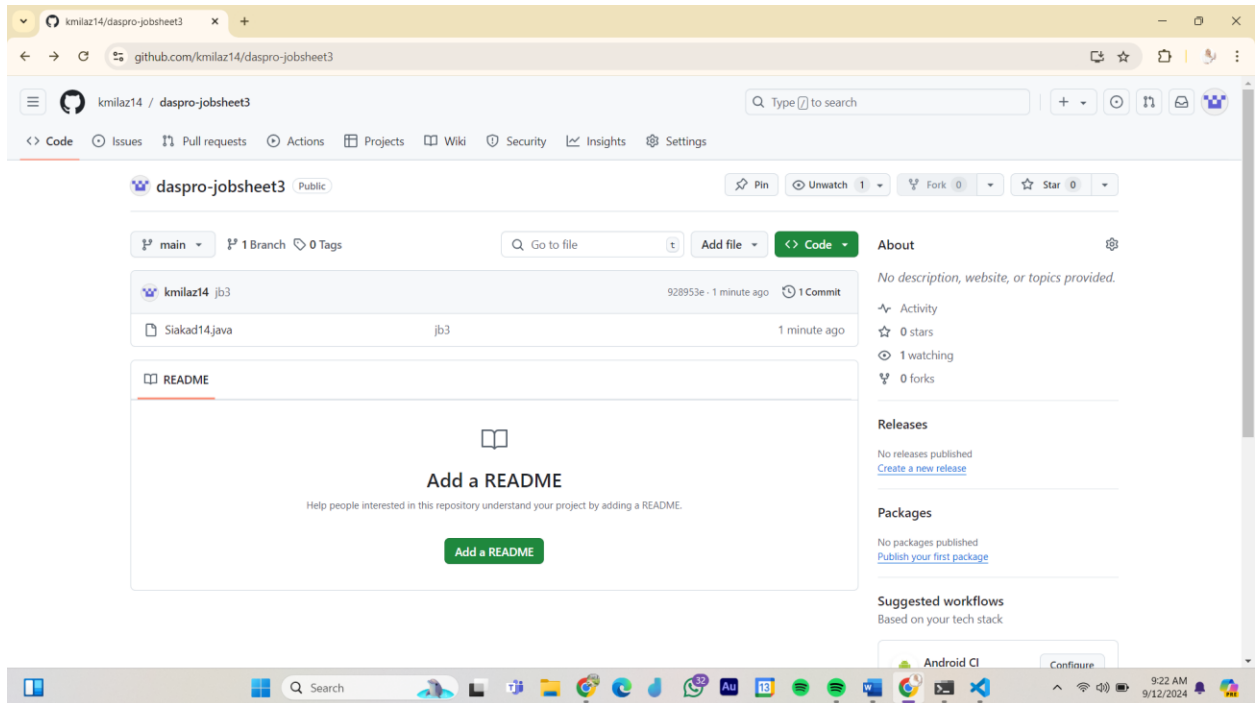 kmilaz14/daspro-jobsheet3
github.com/kmilaz14/daspro-jobsheet3
kmilaz14 / daspro-jobsheet3
Type / to search
Code Issues Pull requests Actions Projects Wiki Security Insights Settings
daspro-jobsheet3 Public
Pin Unwatch 1 Fork 0 Star 0
main 1 Branch 0 Tags
Go to file t Add file Code
kmilaz14 jb3 928953e · 1 minute ago 1 Commit
Siakad14.java jb3 1 minute ago
README
Add a README
Help people interested in this repository understand your project by adding a README.
Add a README
About
No description, website, or topics provided.
Activity
0 stars
1 watching
0 forks
Releases
No releases published
Create a new release
Packages
No packages published
Publish your first package
Suggested workflows
Based on your tech stack
Android CI Configure
Search
32
Au
13
9:22 AM
9/12/2024